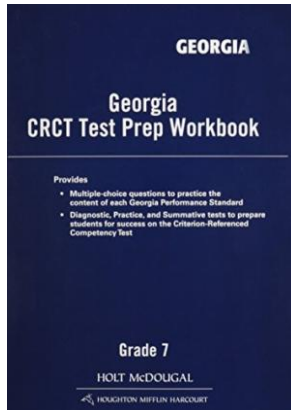 GEORGIA
Georgia
CRCT Test Prep Workbook
Provides
• Multiple-choice questions to practice the
content of each Georgia Performance Standard
• Diagnostic, Practice, and Summative tests to prepare
students for success on the Criterion-Referenced
Competency Test
Grade 7
HOLT McDOUGAL
HOUGHTON MIFFLIN HARCOURT